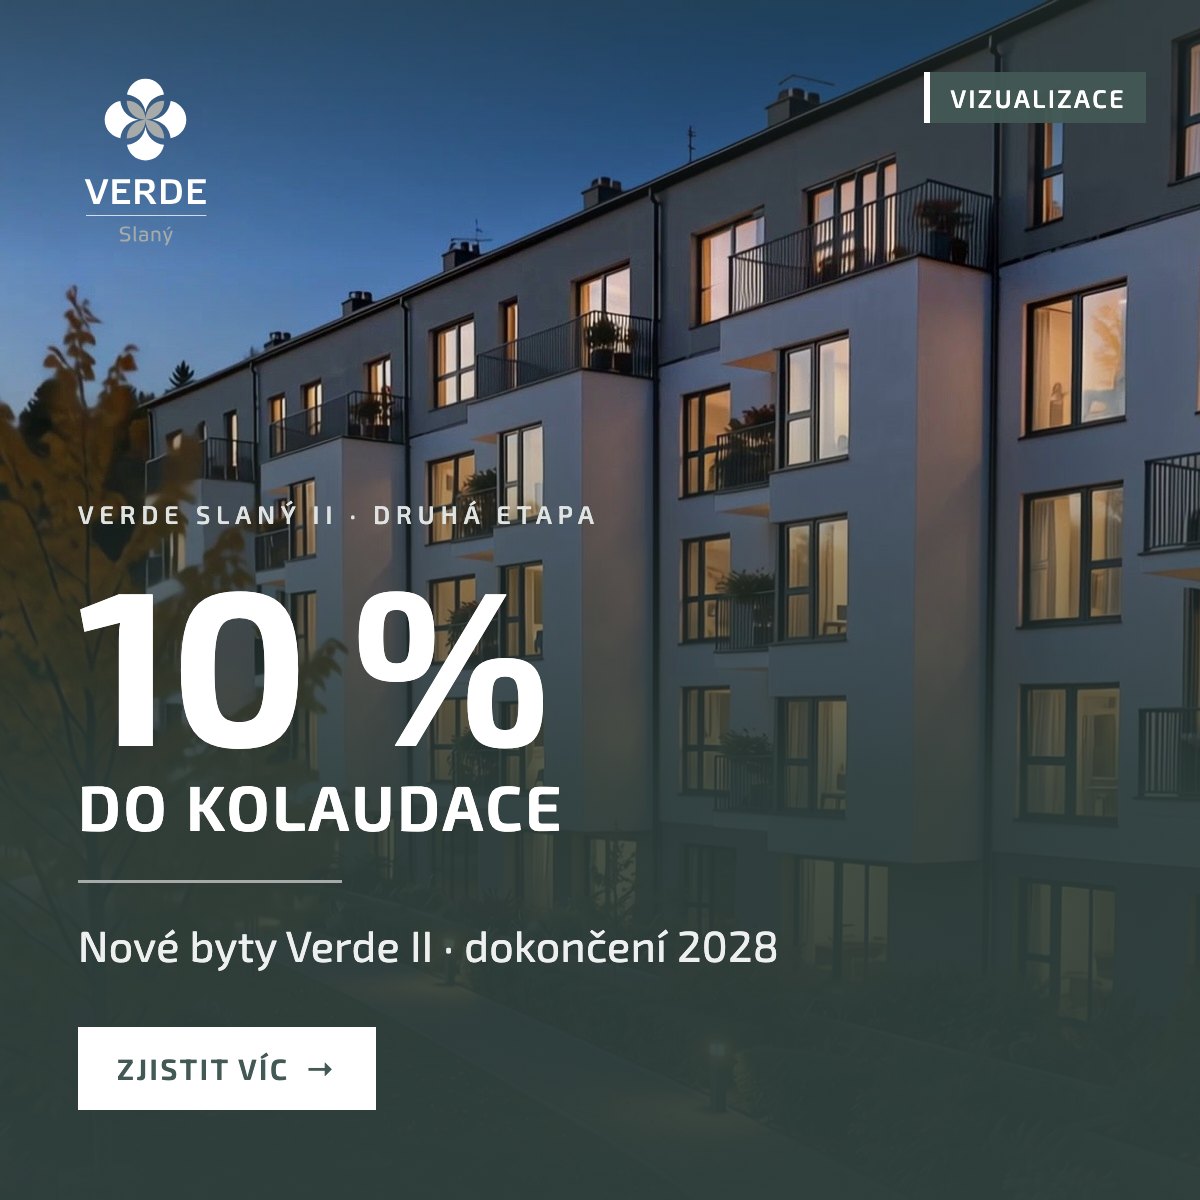 VERDE
Slaný
VIZUALIZACE
VERDE SLANÝ II · DRUHÁ ETAPA
10 %
DO KOLAUDACE
Nové byty Verde II · dokončení 2028
ZJISTIT VÍC →